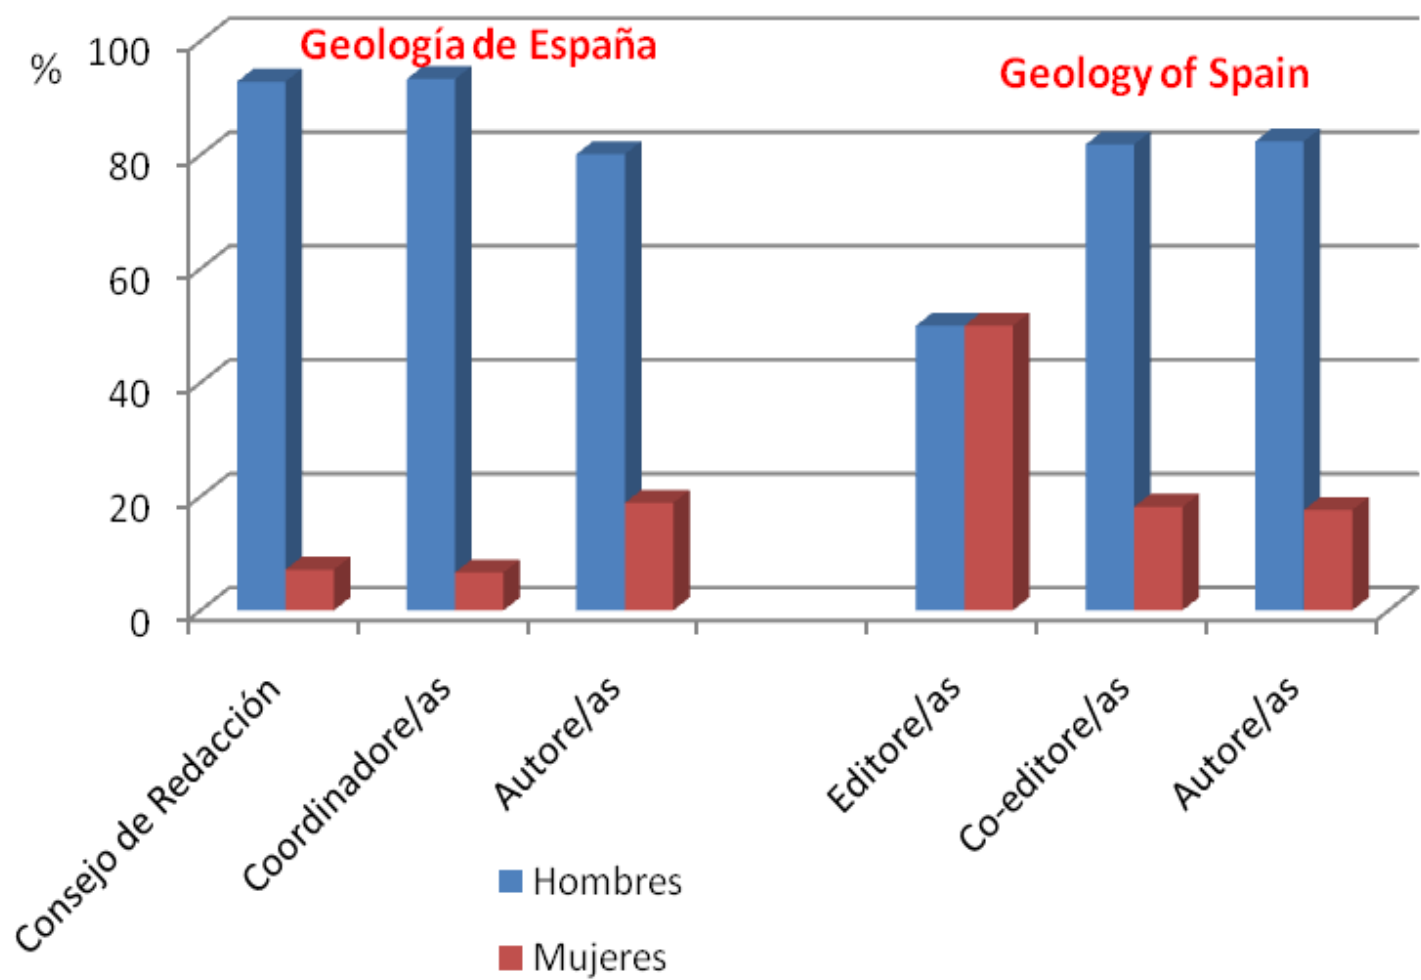 %
100
80
60
40
20
0
Geología de España
Geology of Spain
Consejo de Redacción
Coordinadore/as
Autore/as
Editore/as
Co-editore/as
Autore/as
Hombres
Mujeres